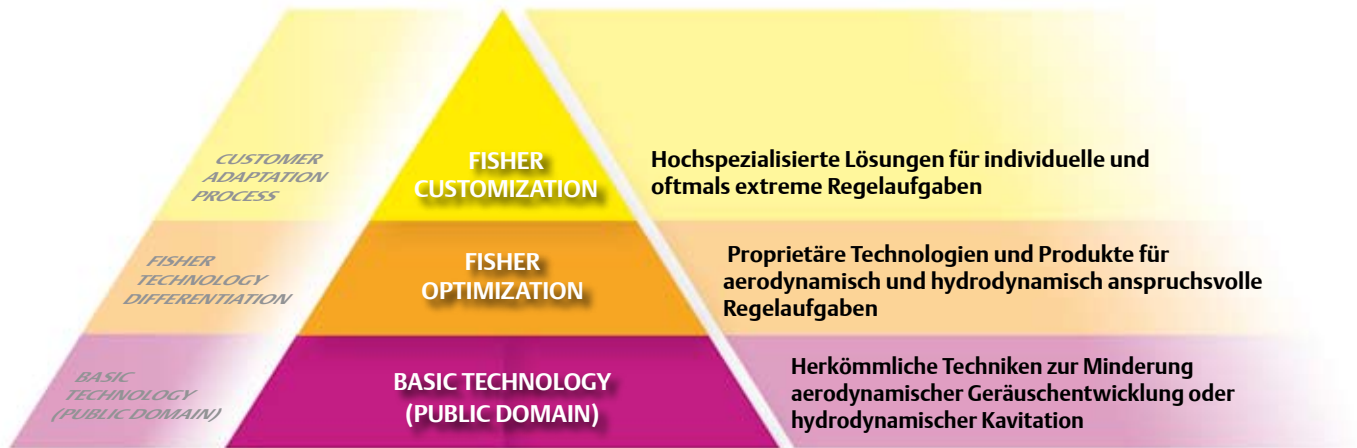 CUSTOMER
ADAPTATION
PROCESS
FISHER
CUSTOMIZATION
Hochspezialisierte Lösungen für individuelle und
oftmals extreme Regelaufgaben
FISHER
TECHNOLOGY
DIFFERENTIATION
FISHER
OPTIMIZATION
Proprietäre Technologien und Produkte für
aerodynamisch und hydrodynamisch anspruchsvolle
Regelaufgaben
BASIC
TECHNOLOGY
(PUBLIC DOMAIN)
BASIC TECHNOLOGY
(PUBLIC DOMAIN)
Herkömmliche Techniken zur Minderung
aerodynamischer Geräuschentwicklung oder
hydrodynamischer Kavitation